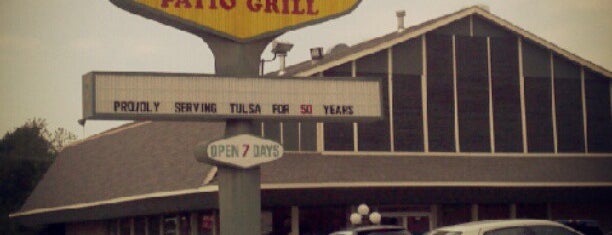 PATIO GRILL
PROUDLY SERVING TULSA FOR 50 YEARS
OPEN 7 DAYS